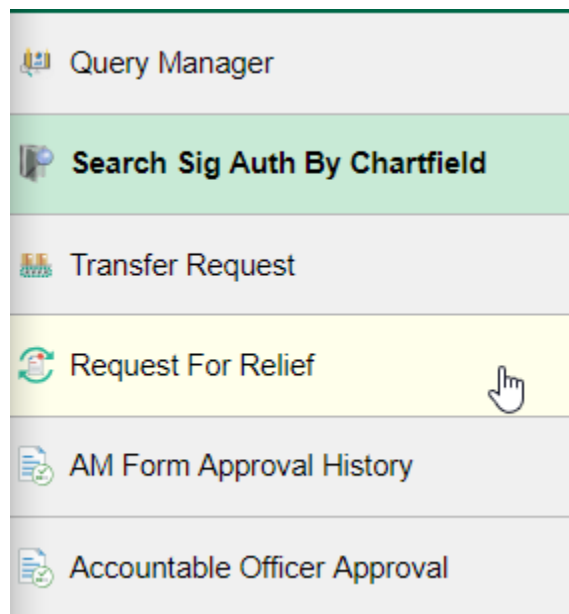 Query Manager
Search Sig Auth By Chartfield
Transfer Request
Request For Relief
AM Form Approval History
Accountable Officer Approval